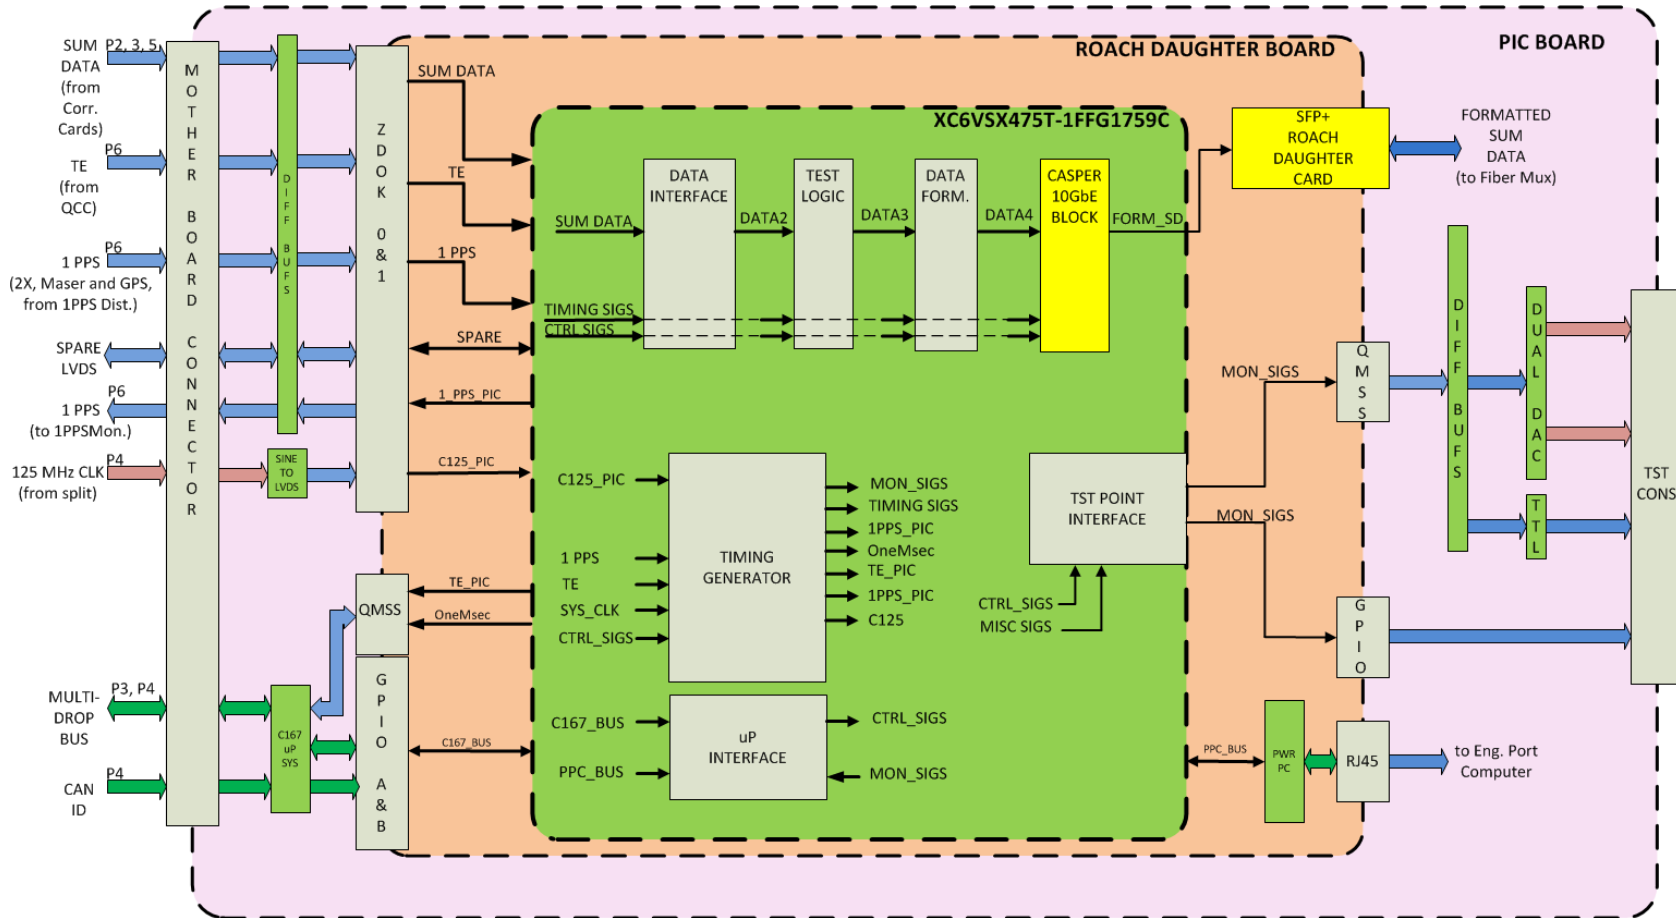 PIC BOARD
ROACH DAUGHTER BOARD
XC6VSX475T-1FFG1759C
SUM
DATA
(from
Corr.
Cards)
P2, 3, 5
TE
(from
QCC)
P6
1 PPS
(2X, Maser and GPS,
from 1PPS Dist.)
P6
SPARE
LVDS
P6
1 PPS
(to 1PPSMon.)
125 MHz CLK
(from split)
P4
MULTI-
DROP
BUS
P3, P4
CAN
ID
P4
MOTHER BOARD CONNECTOR
DIFF BUFS
SINE
TO
LVDS
C167
uP
SYS
ZDOK 0&1
QMSS
GPIO A&B
SUM DATA
TE
1 PPS
SPARE
1_PPS_PIC
C125_PIC
TE_PIC
OneMsec
C167_BUS
SUM DATA
TIMING SIGS
CTRL SIGS
DATA
INTERFACE
DATA2
TEST
LOGIC
DATA3
DATA
FORM.
DATA4
CASPER
10GbE
BLOCK
FORM_SD
SFP+
ROACH
DAUGHTER
CARD
FORMATTED
SUM
DATA
(to Fiber Mux)
C125_PIC
1 PPS
TE
SYS_CLK
CTRL_SIGS
TIMING
GENERATOR
MON_SIGS
TIMING SIGS
1PPS_PIC
OneMsec
TE_PIC
1PPS_PIC
C125
C167_BUS
PPC_BUS
uP
INTERFACE
CTRL_SIGS
MON_SIGS
TST POINT
INTERFACE
CTRL_SIGS
MISC SIGS
MON_SIGS
MON_SIGS
QMSS
GPIO
DIFF BUFS
DUAL DAC
TTL
TST
CONS
PPC_BUS
PWR
PC
RJ45
to Eng. Port
Computer